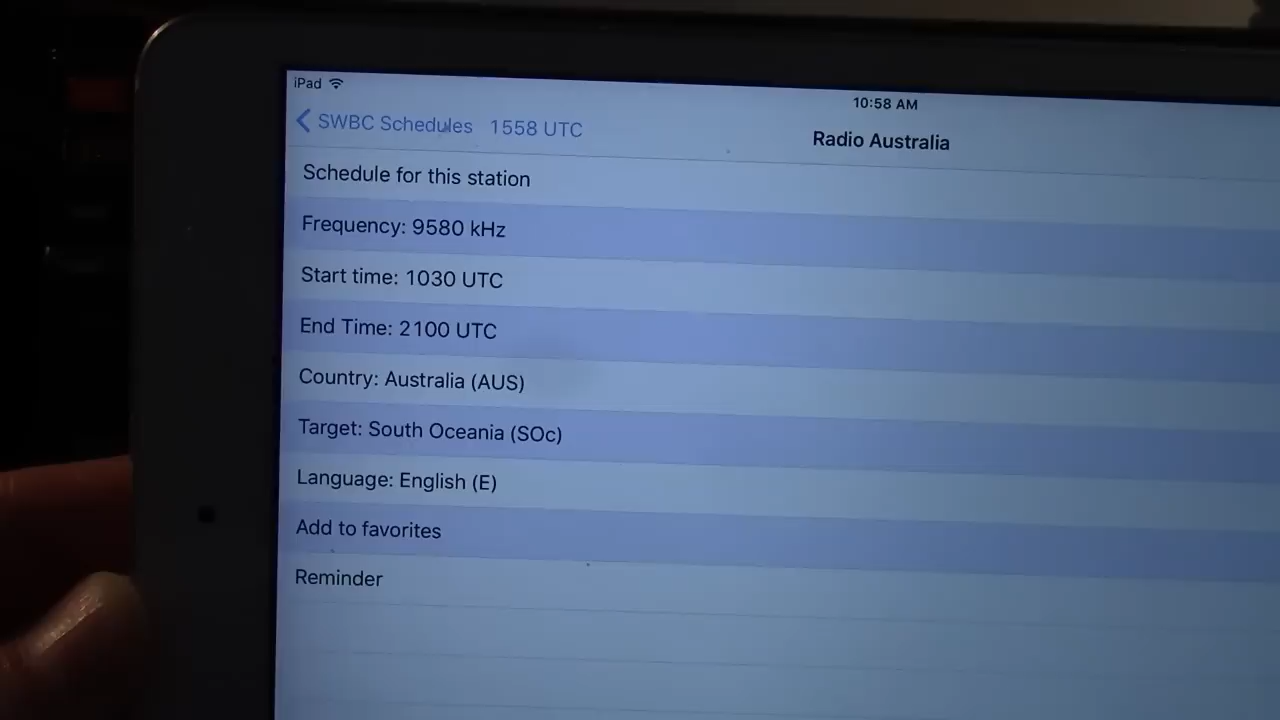 iPad
10:58 AM
SWBC Schedules 1558 UTC
Radio Australia
Schedule for this station
Frequency: 9580 kHz
Start time: 1030 UTC
End Time: 2100 UTC
Country: Australia (AUS)
Target: South Oceania (SOc)
Language: English (E)
Add to favorites
Reminder